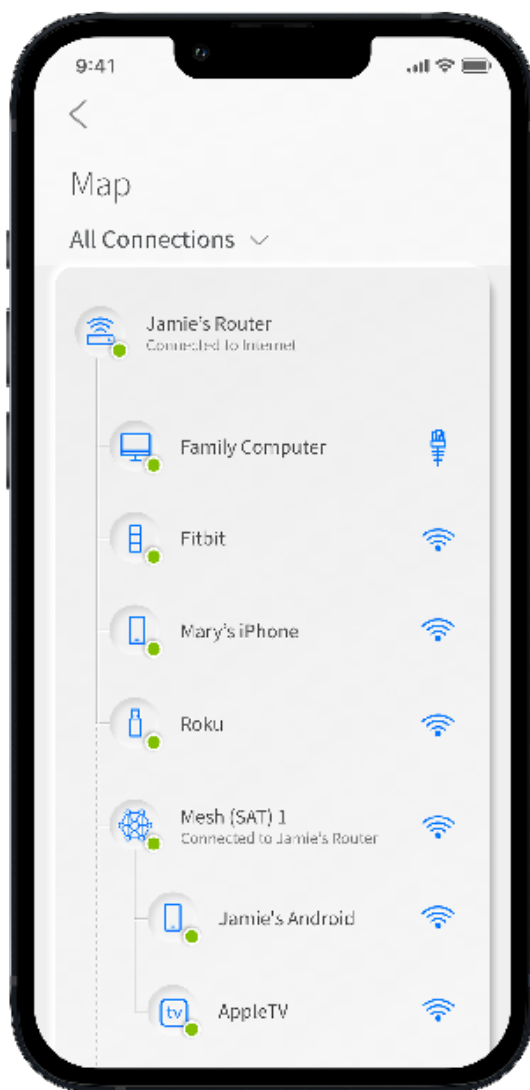 9:41
Map
All Connections
Jamie's Router
Connected to Internet
Family Computer
Fitbit
Mary's iPhone
Roku
Mesh (SAT) 1
Connected to Jamie's Router
Jamie's Android
tv
AppleTV